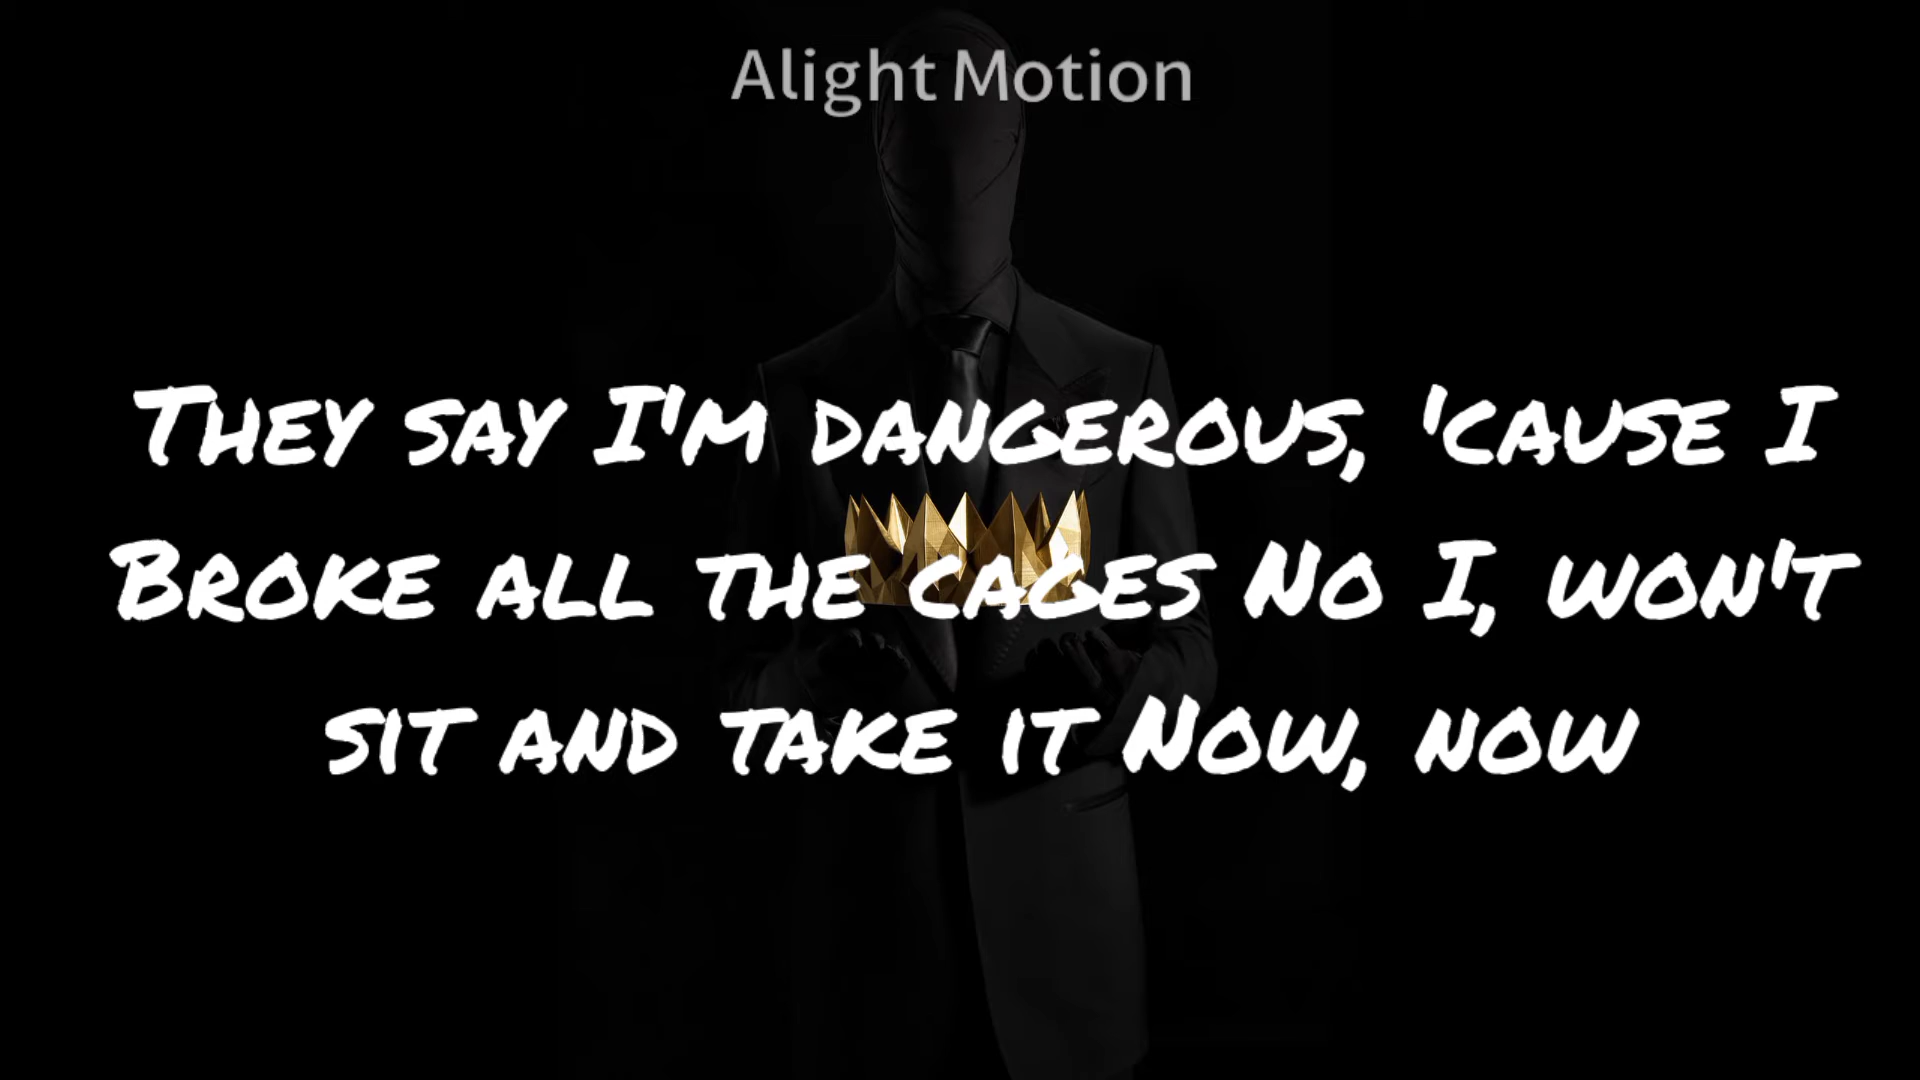 Alight Motion
They say I'm dangerous, 'cause I
Broke all the cages No I, won't
sit and take it Now, now